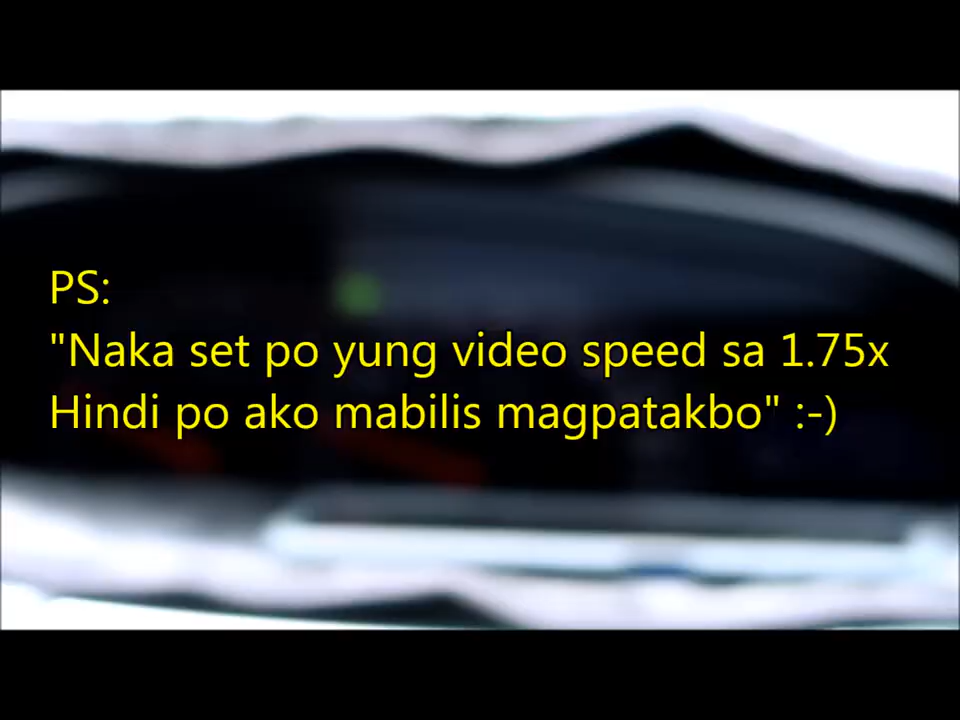 PS:
"Naka set po yung video speed sa 1.75x
Hindi po ako mabilis magpatakbo" :-)